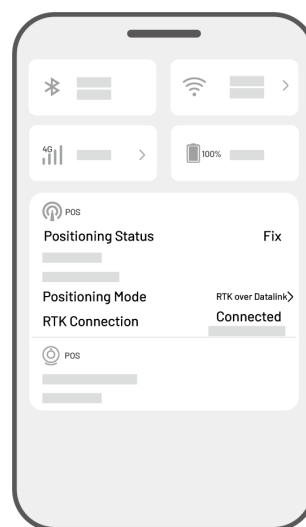 4G
100%
POS
Positioning Status Fix
Positioning Mode RTK over Datalink
RTK Connection Connected
POS